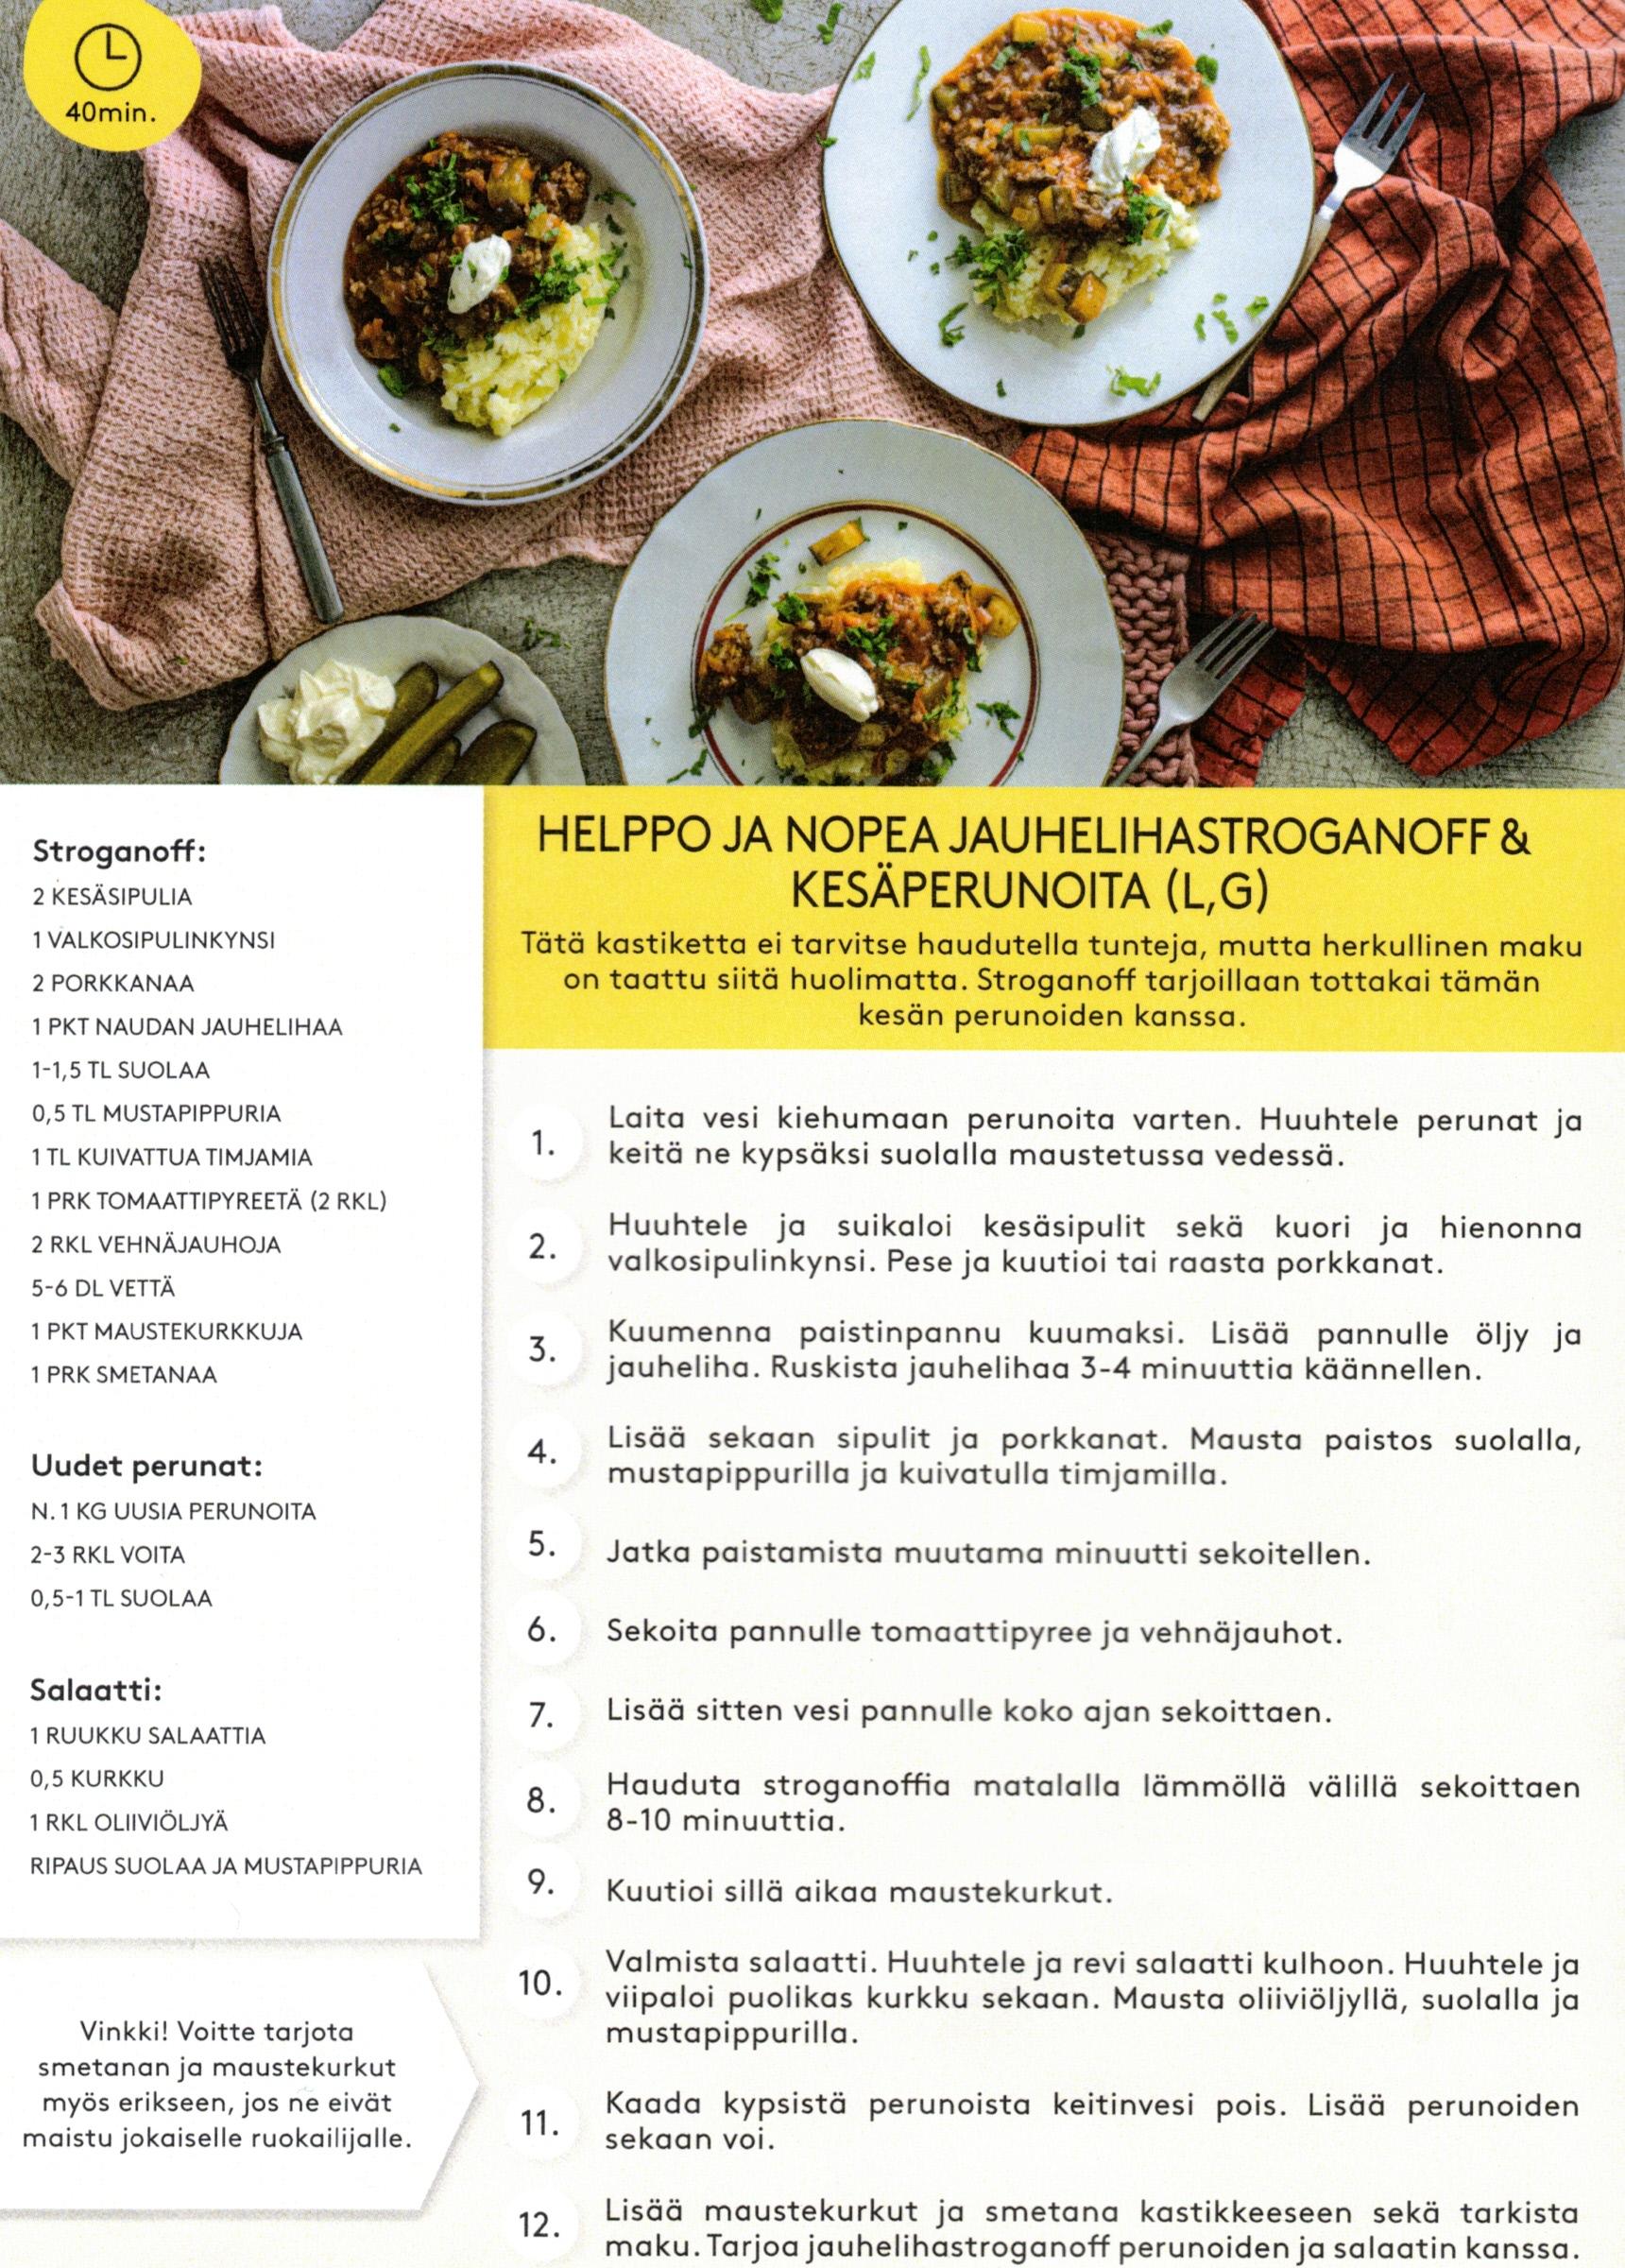 40min.
Stroganoff:
2 KESÄSIPULIA
1 VALKOSIPULINKYNSI
2 PORKKANAA
1 PKT NAUDAN JAUHELIHAA
1-1,5 TL SUOLAA
0,5 TL MUSTAPIPPURIA
1 TL KUIVATTUA TIMJAMIA
1 PRK TOMAATTIPYREETÄ (2 RKL)
2 RKL VEHNÄJAUHOJA
5-6 DL VETTÄ
1 PKT MAUSTEKURKKUJA
1 PRK SMETANAA
Uudet perunat:
N. 1 KG UUSIA PERUNOITA
2-3 RKL VOITA
0,5-1 TL SUOLAA
Salaatti:
1 RUUKKU SALAATTIA
0,5 KURKKU
1 RKL OLIIVIÖLJYÄ
RIPAUS SUOLAA JA MUSTAPIPPURIA
Vinkki! Voitte tarjota
smetanan ja maustekurkut
myös erikseen, jos ne eivät
maistu jokaiselle ruokailijalle.
HELPPO JA NOPEA JAUHELIHASTROGANOFF &
KESÄPERUNOITA (L,G)
Tätä kastiketta ei tarvitse haudutella tunteja, mutta herkullinen maku
on taattu siitä huolimatta. Stroganoff tarjoillaan tottakai tämän
kesän perunoiden kanssa.
1. Laita vesi kiehumaan perunoita varten. Huuhtele perunat ja
keitä ne kypsäksi suolalla maustetussa vedessä.
2. Huuhtele ja suikaloi kesäsipulit sekä kuori ja hienonna
valkosipulinkynsi. Pese ja kuutioi tai raasta porkkanat.
3. Kuumenna paistinpannu kuumaksi. Lisää pannulle öljy ja
jauheliha. Ruskista jauhelihaa 3-4 minuuttia käännellen.
4. Lisää sekaan sipulit ja porkkanat. Mausta paistos suolalla,
mustapippurilla ja kuivatulla timjamilla.
5. Jatka paistamista muutama minuutti sekoitellen.
6. Sekoita pannulle tomaattipyree ja vehnäjauhot.
7. Lisää sitten vesi pannulle koko ajan sekoittaen.
8. Hauduta stroganoffia matalalla lämmöllä välillä sekoittaen
8-10 minuuttia.
9. Kuutioi sillä aikaa maustekurkut.
10. Valmista salaatti. Huuhtele ja revi salaatti kulhoon. Huuhtele ja
viipaloi puolikas kurkku sekaan. Mausta oliiviöljyllä, suolalla ja
mustapippurilla.
11. Kaada kypsistä perunoista keitinvesi pois. Lisää perunoiden
sekaan voi.
12. Lisää maustekurkut ja smetana kastikkeeseen sekä tarkista
maku. Tarjoa jauhelihastroganoff perunoiden ja salaatin kanssa.